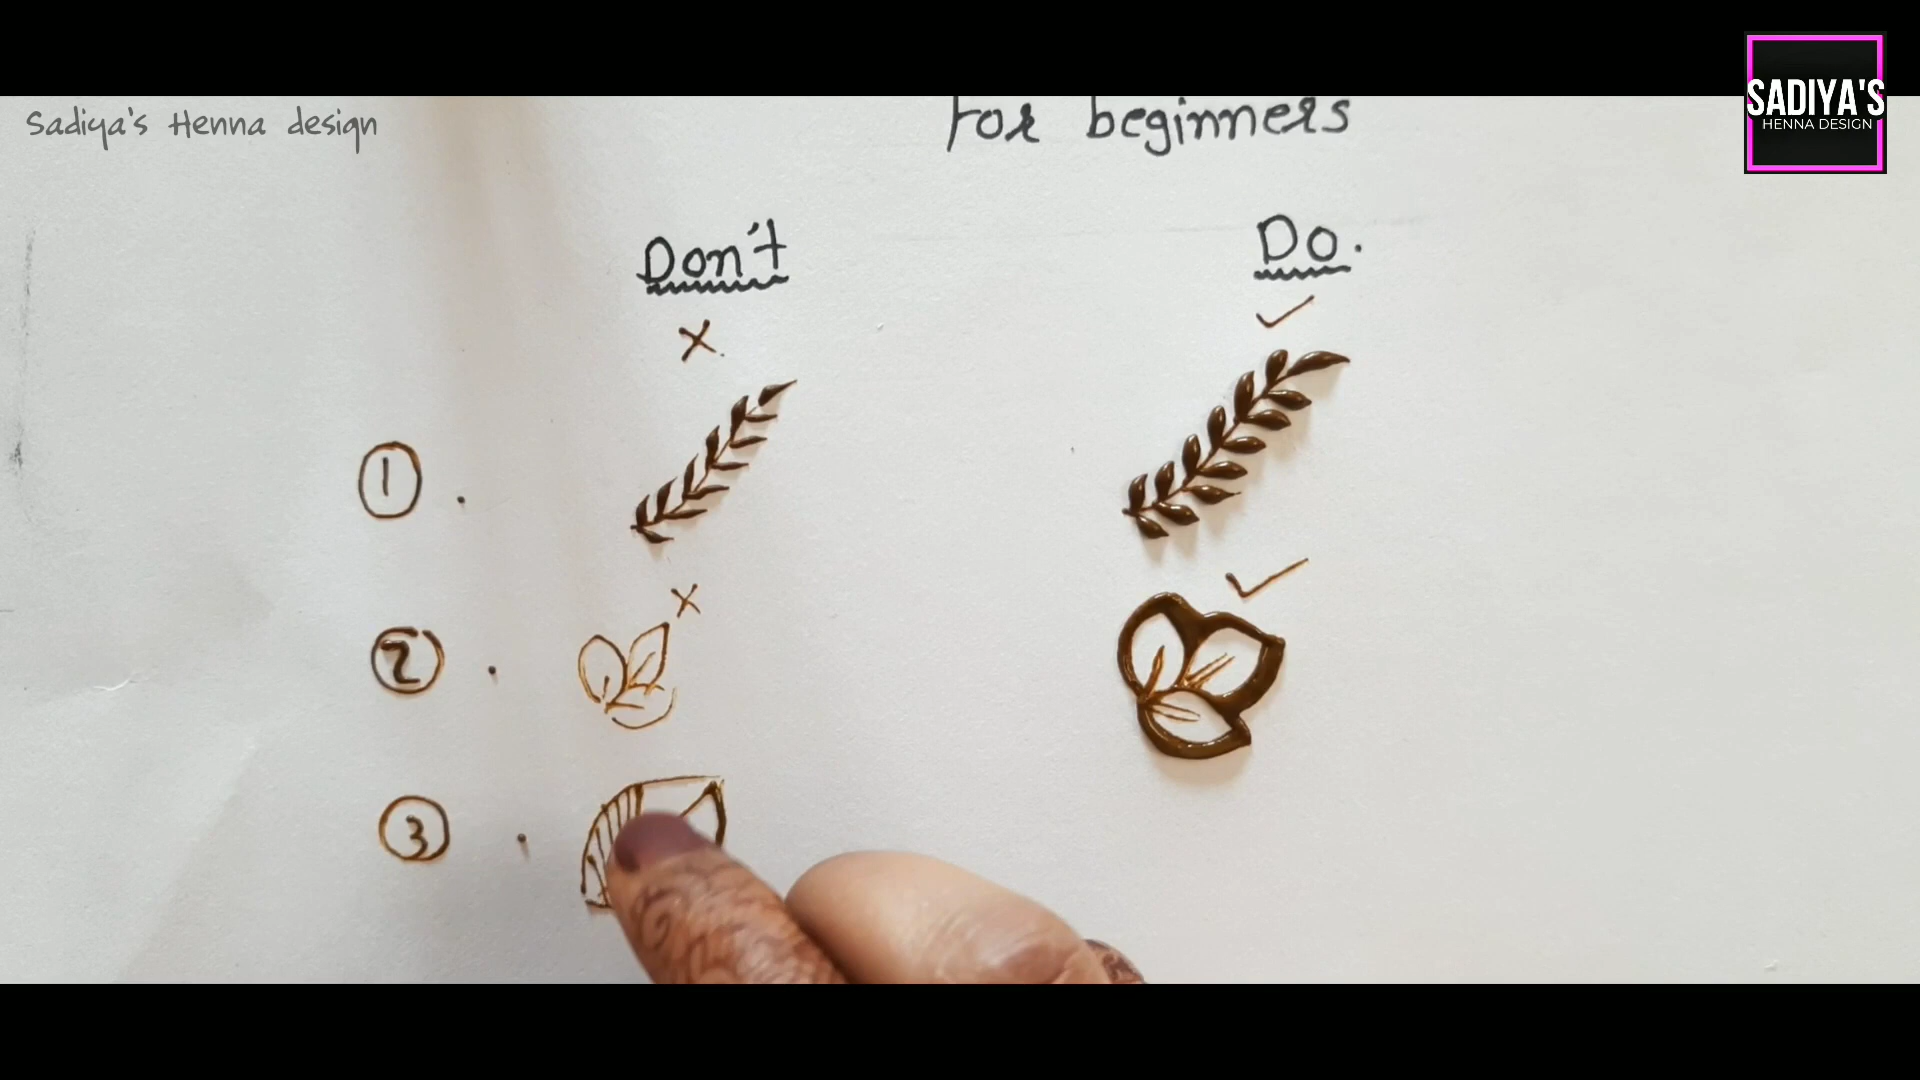 Sadiya's Henna design
SADIYA'S
HENNA DESIGN
for beginners
Don't
Do.
1 .
2 .
3 .